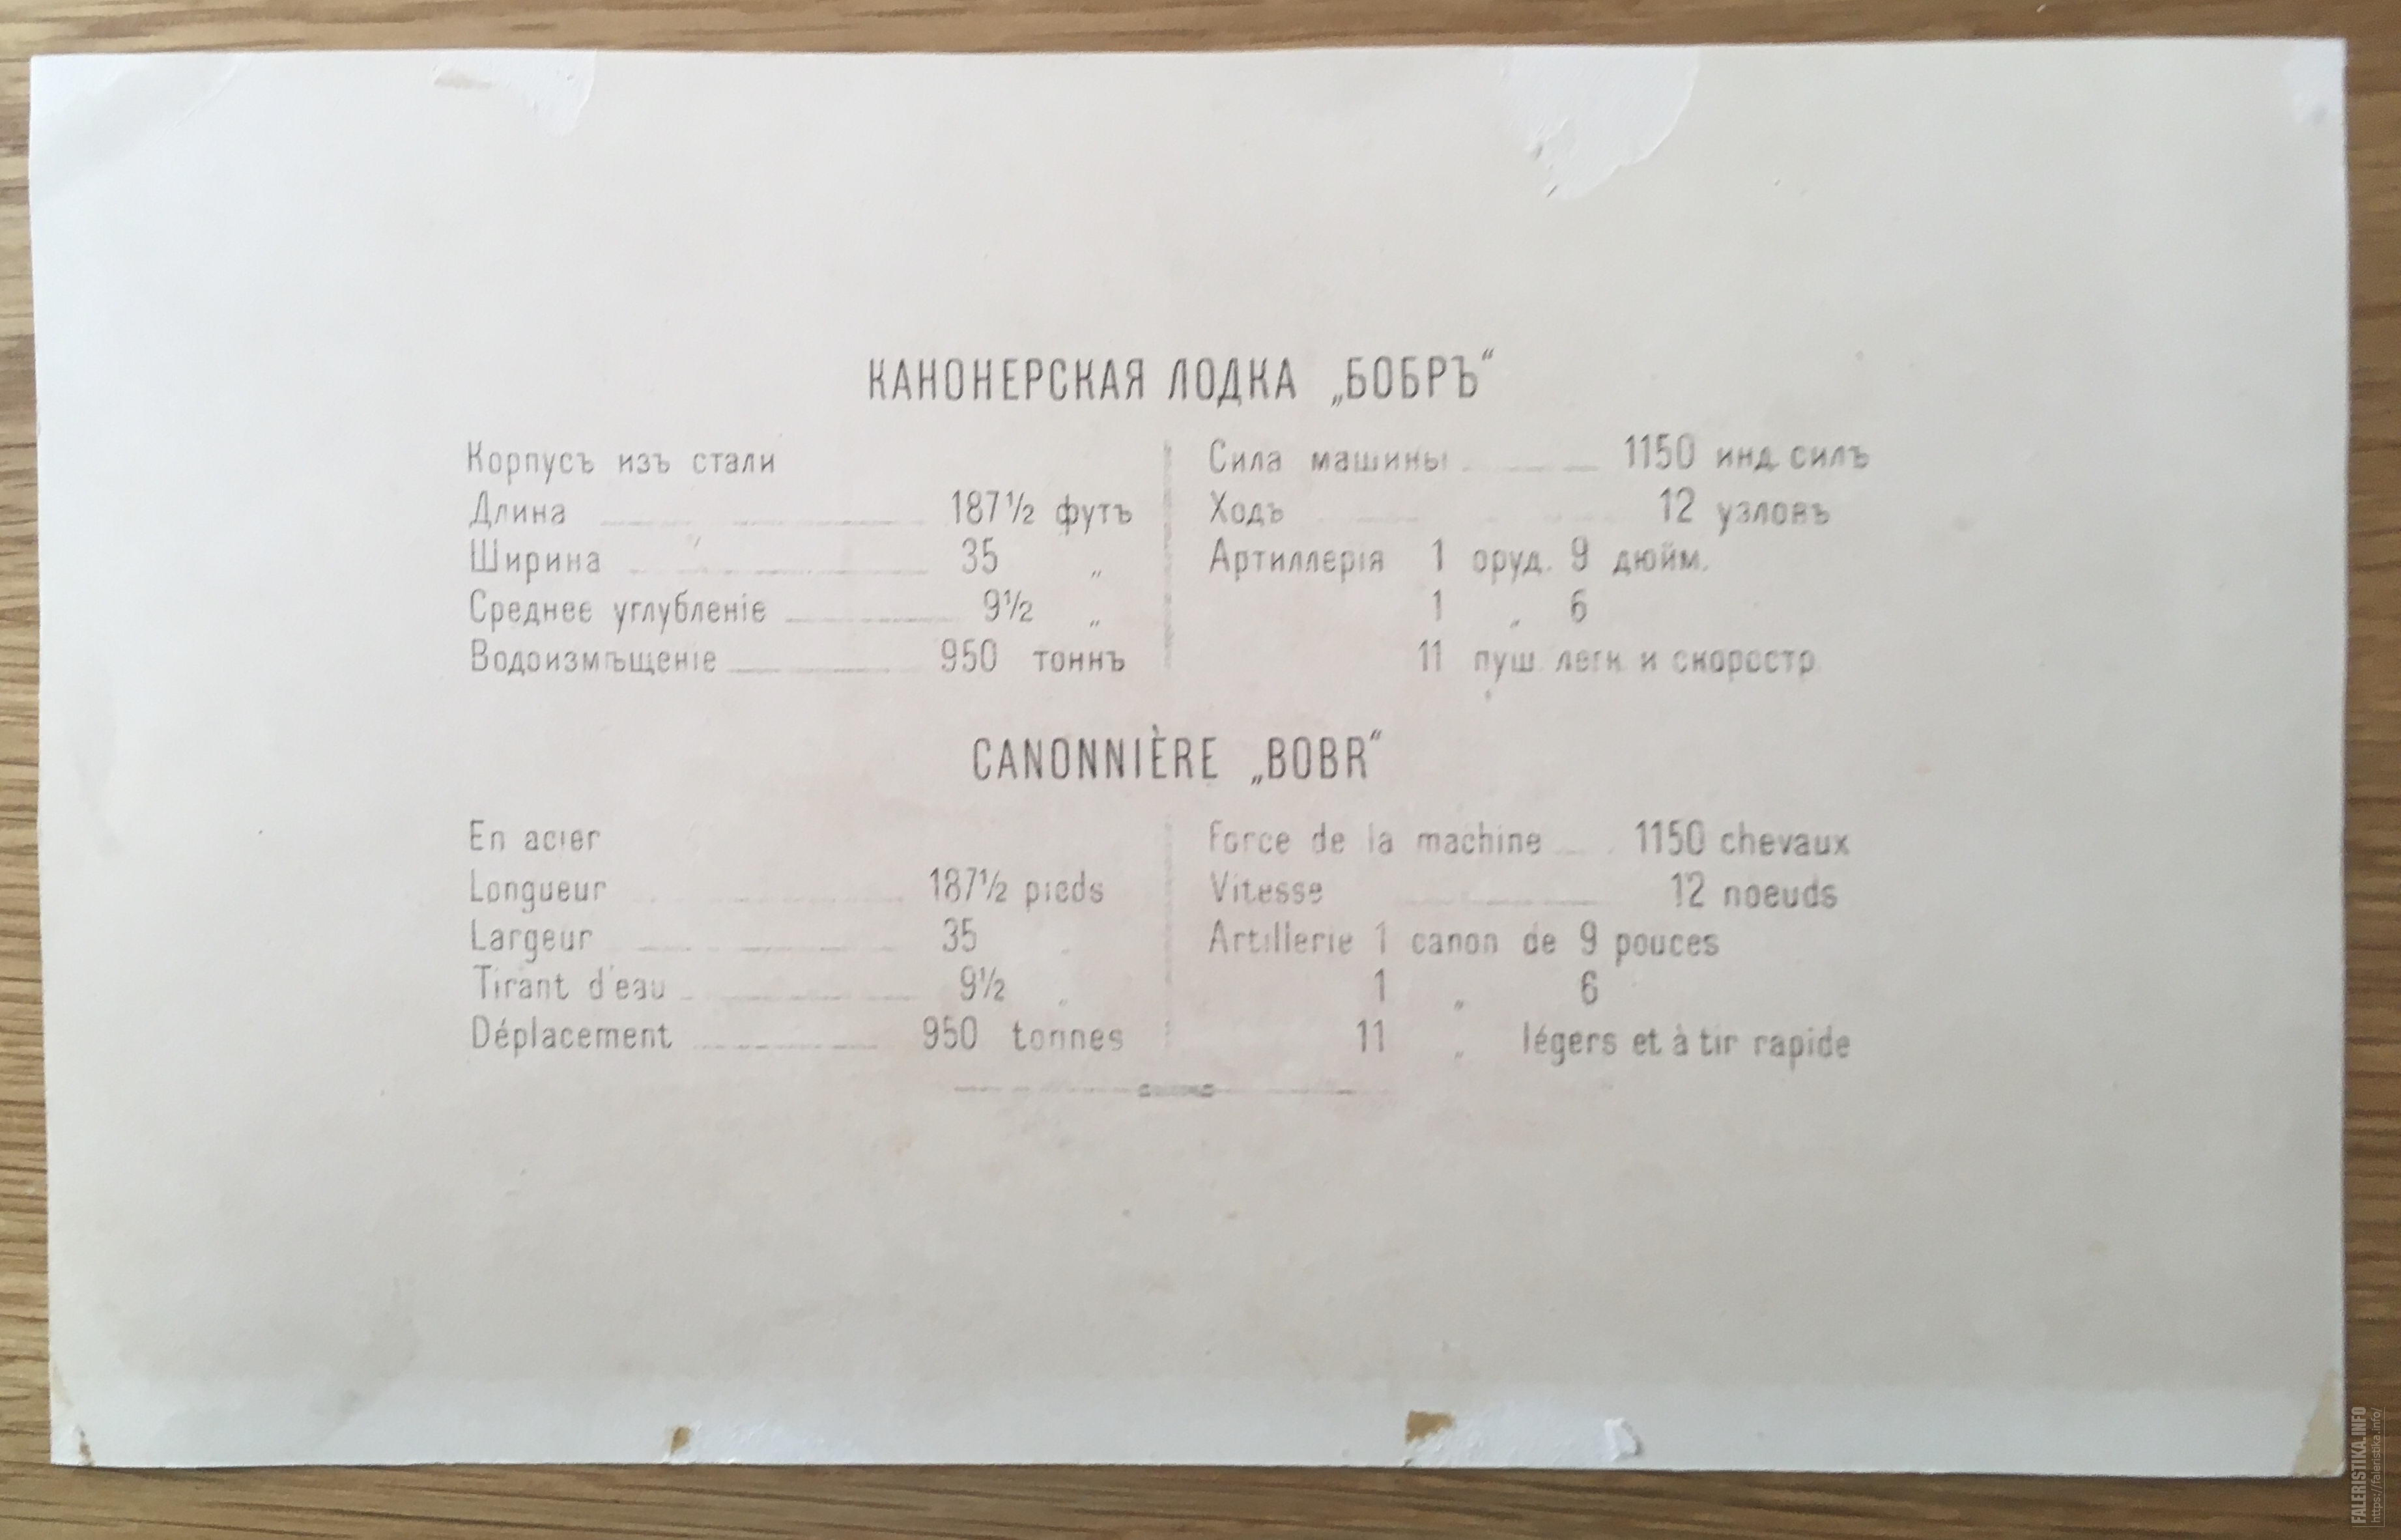 КАНОНЕРСКАЯ ЛОДКА „БОБРЪ“
Корпусъ изъ стали
Длина 187½ футъ
Ширина 35 „
Среднее углубленіе 9½ „
Водоизмѣщеніе 950 тоннъ
Сила машины 1150 инд. силъ
Ходъ 12 узловъ
Артиллерія 1 оруд. 9 дюйм.
1 „ 6
11 пуш легк и скоростр
CANONNIÈRE „BOBR“
En acier
Longueur 187½ pieds
Largeur 35 „
Tirant d'eau 9½ „
Déplacement 950 tonnes
Force de la machine 1150 chevaux
Vitesse 12 noeuds
Artillerie 1 canon de 9 pouces
1 „ 6
11 „ légers et à tir rapide
FALERISTIKA.INFO
https://faleristika.info/